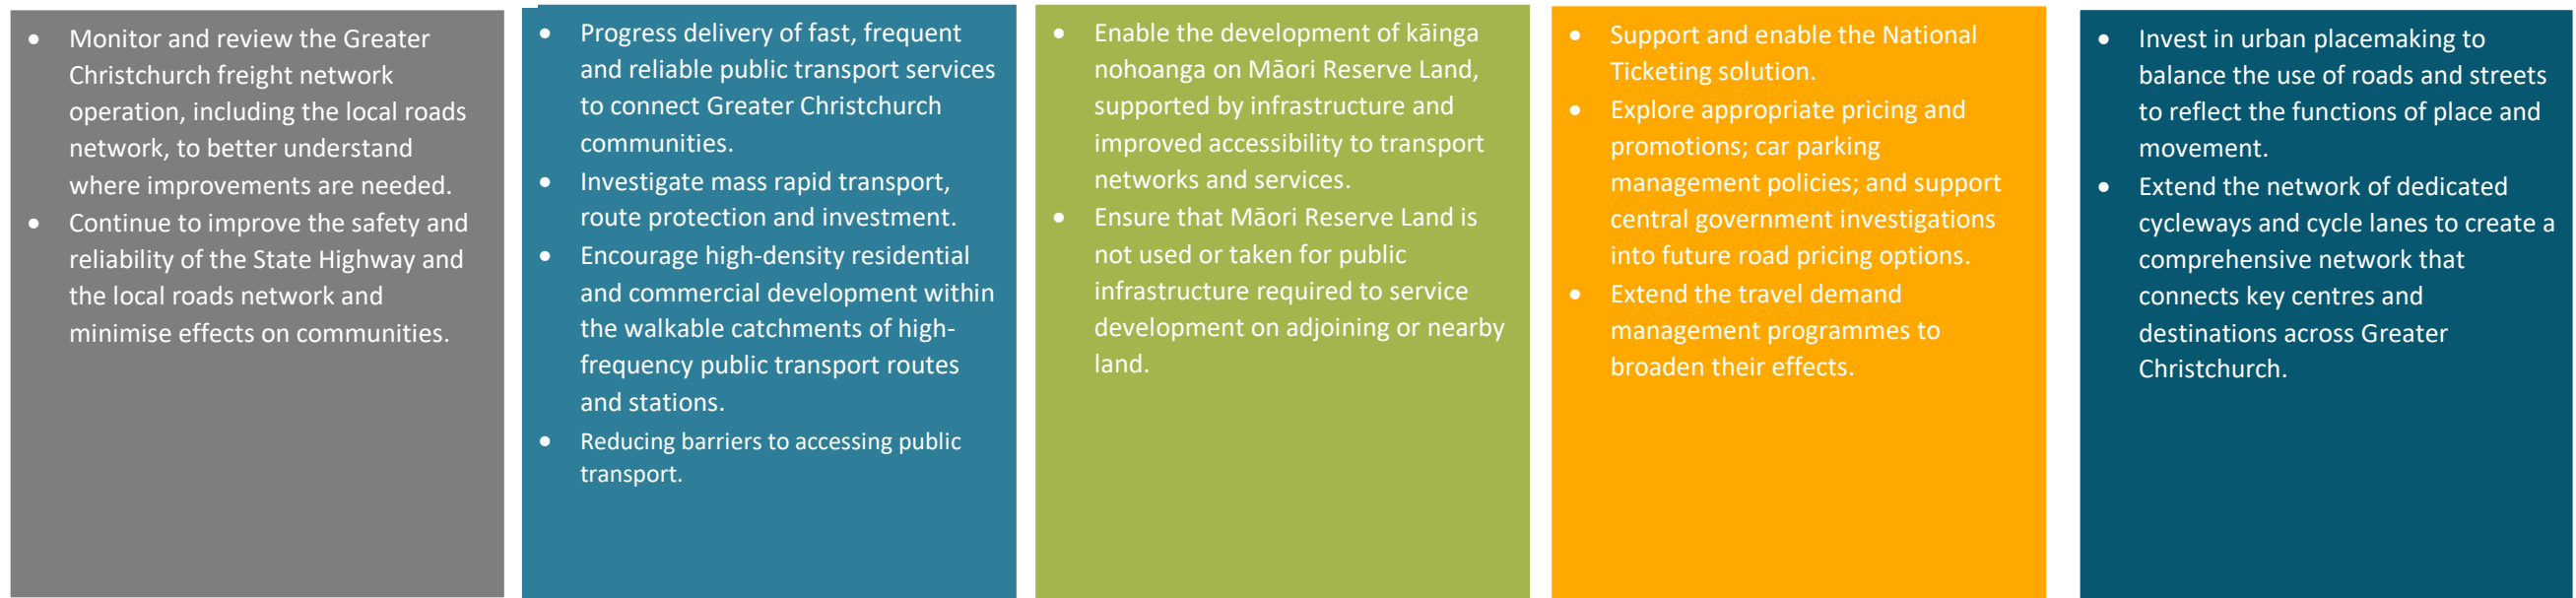 • Monitor and review the Greater
Christchurch freight network
operation, including the local roads
network, to better understand
where improvements are needed.
• Continue to improve the safety and
reliability of the State Highway and
the local roads network and
minimise effects on communities.
• Progress delivery of fast, frequent
and reliable public transport services
to connect Greater Christchurch
communities.
• Investigate mass rapid transport,
route protection and investment.
• Encourage high-density residential
and commercial development within
the walkable catchments of high-
frequency public transport routes
and stations.
• Reducing barriers to accessing public
transport.
• Enable the development of kāinga
nohoanga on Māori Reserve Land,
supported by infrastructure and
improved accessibility to transport
networks and services.
• Ensure that Māori Reserve Land is
not used or taken for public
infrastructure required to service
development on adjoining or nearby
land.
• Support and enable the National
Ticketing solution.
• Explore appropriate pricing and
promotions; car parking
management policies; and support
central government investigations
into future road pricing options.
• Extend the travel demand
management programmes to
broaden their effects.
• Invest in urban placemaking to
balance the use of roads and streets
to reflect the functions of place and
movement.
• Extend the network of dedicated
cycleways and cycle lanes to create a
comprehensive network that
connects key centres and
destinations across Greater
Christchurch.